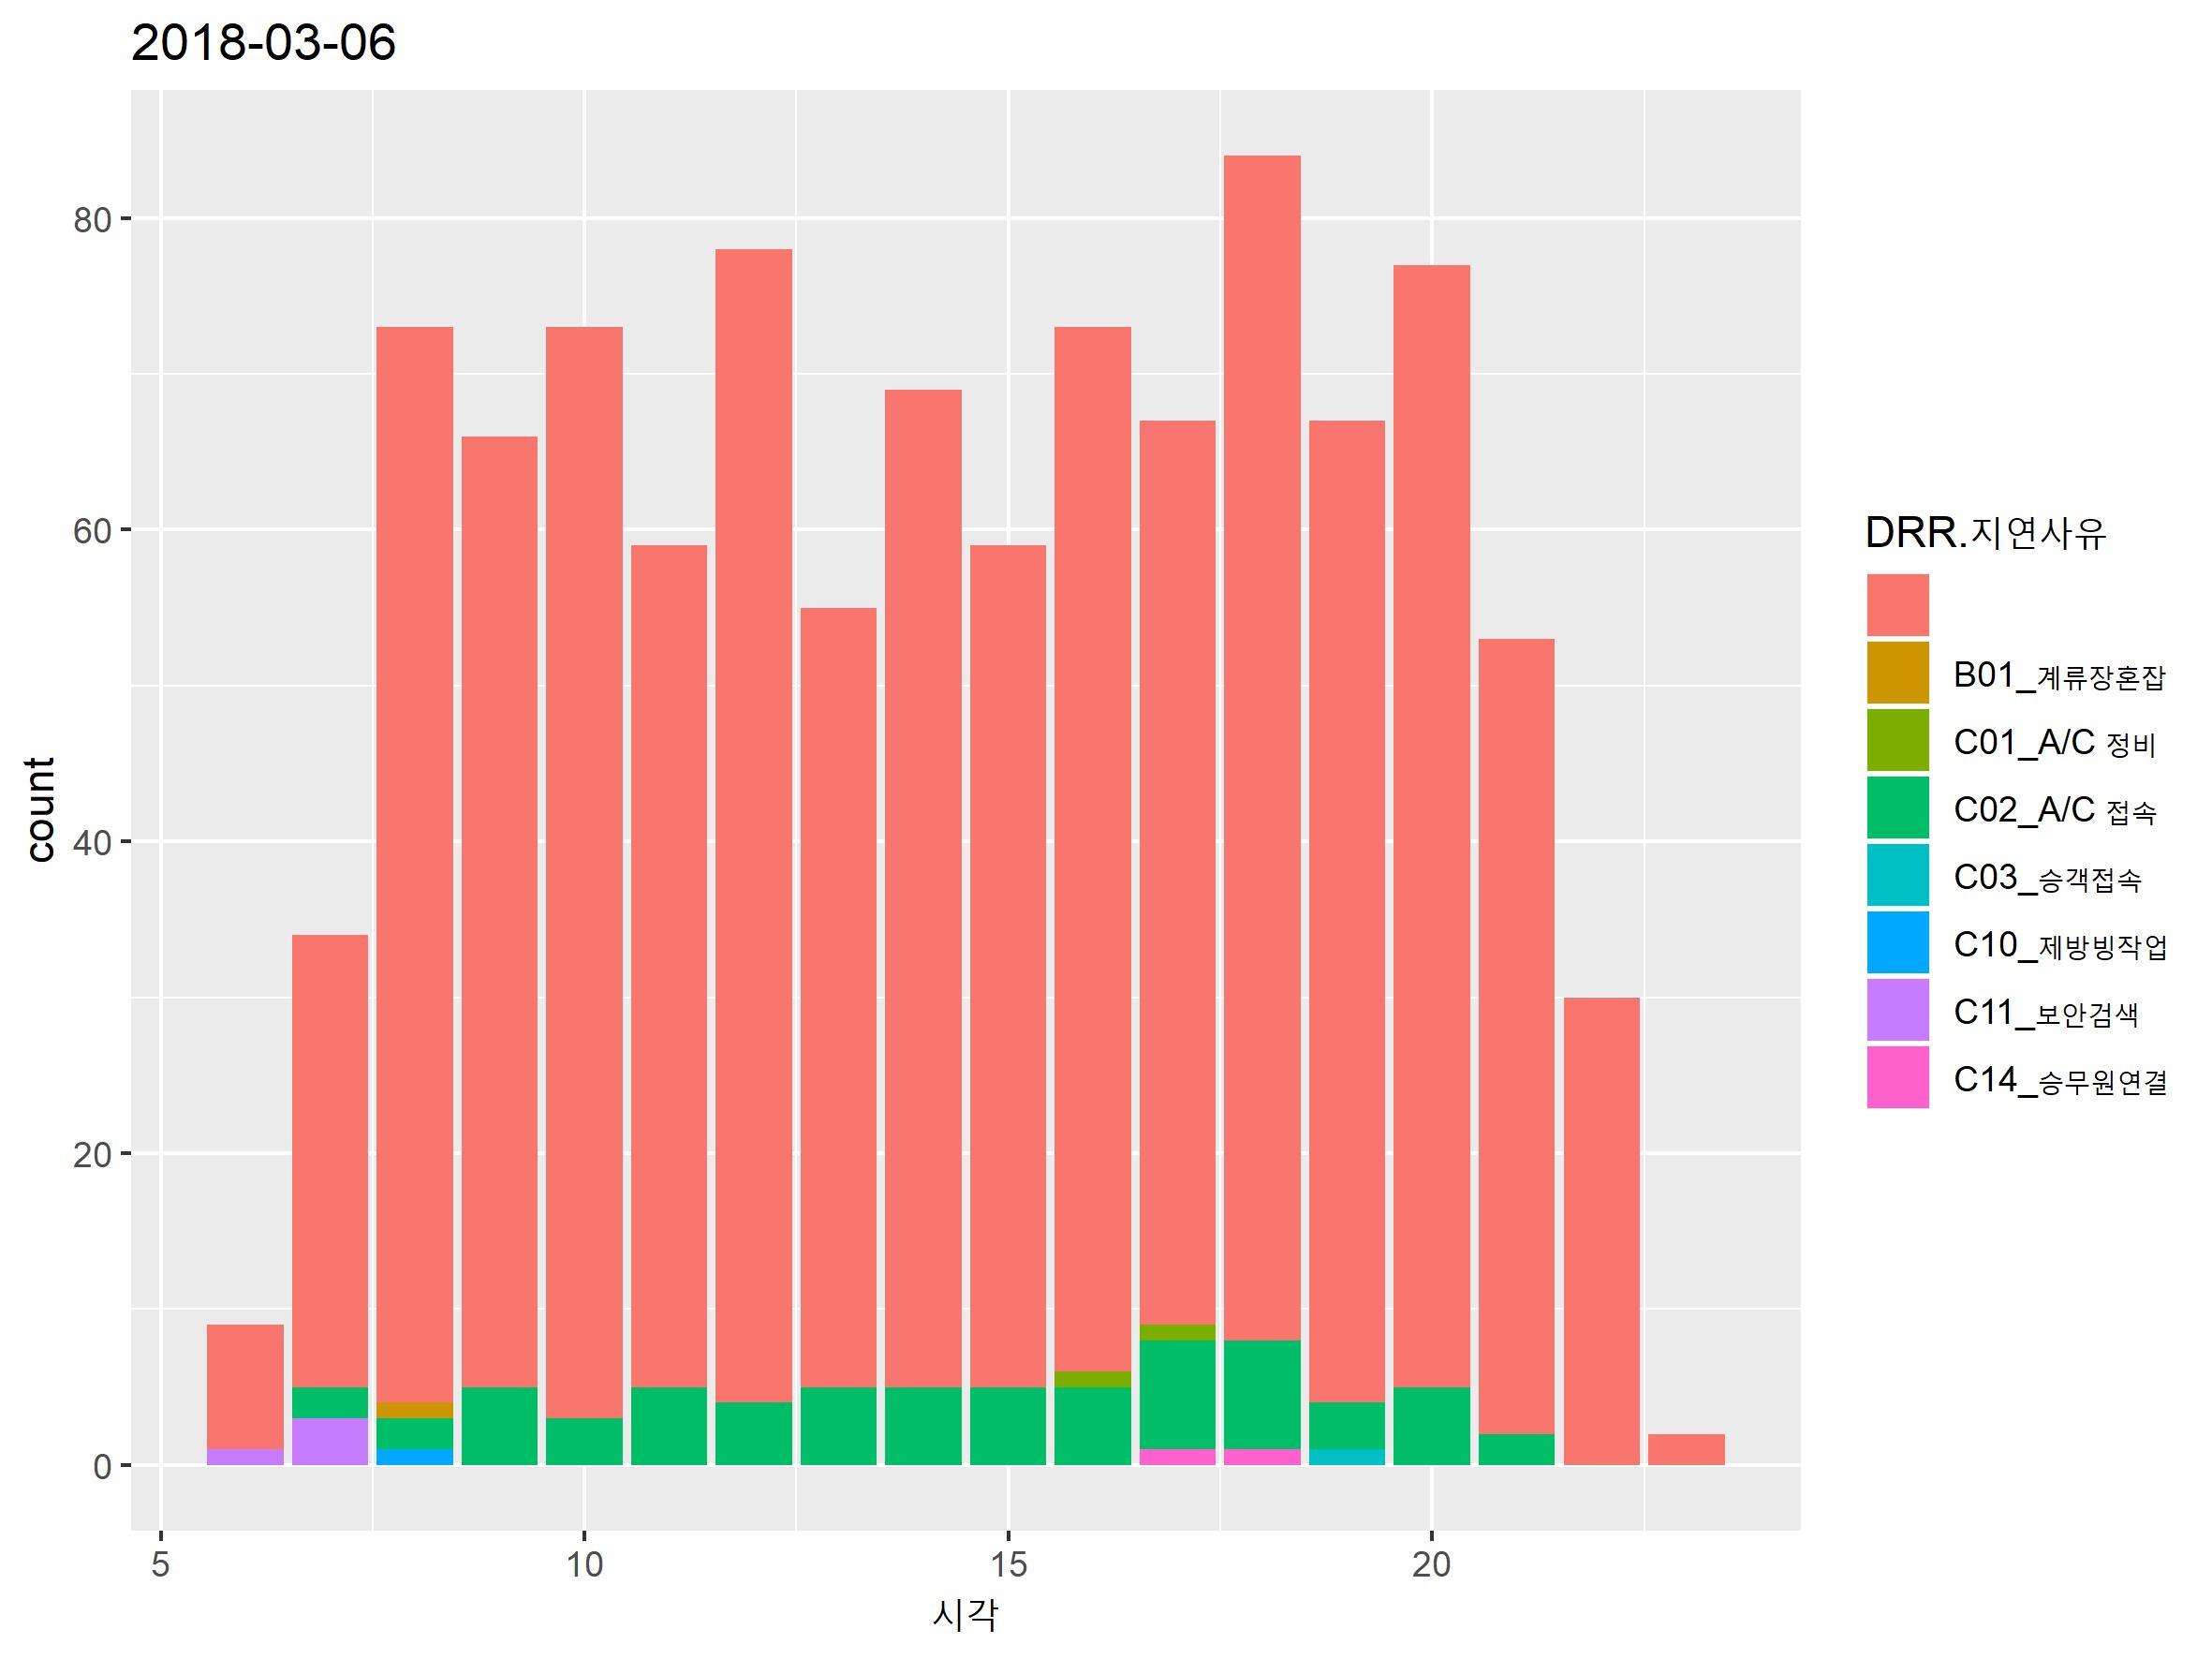 2018-03-06
80
60
40
20
0
count
5 10 15 20
시각
DRR.지연사유
B01_계류장혼잡
C01_A/C 정비
C02_A/C 접속
C03_승객접속
C10_제방빙작업
C11_보안검색
C14_승무원연결